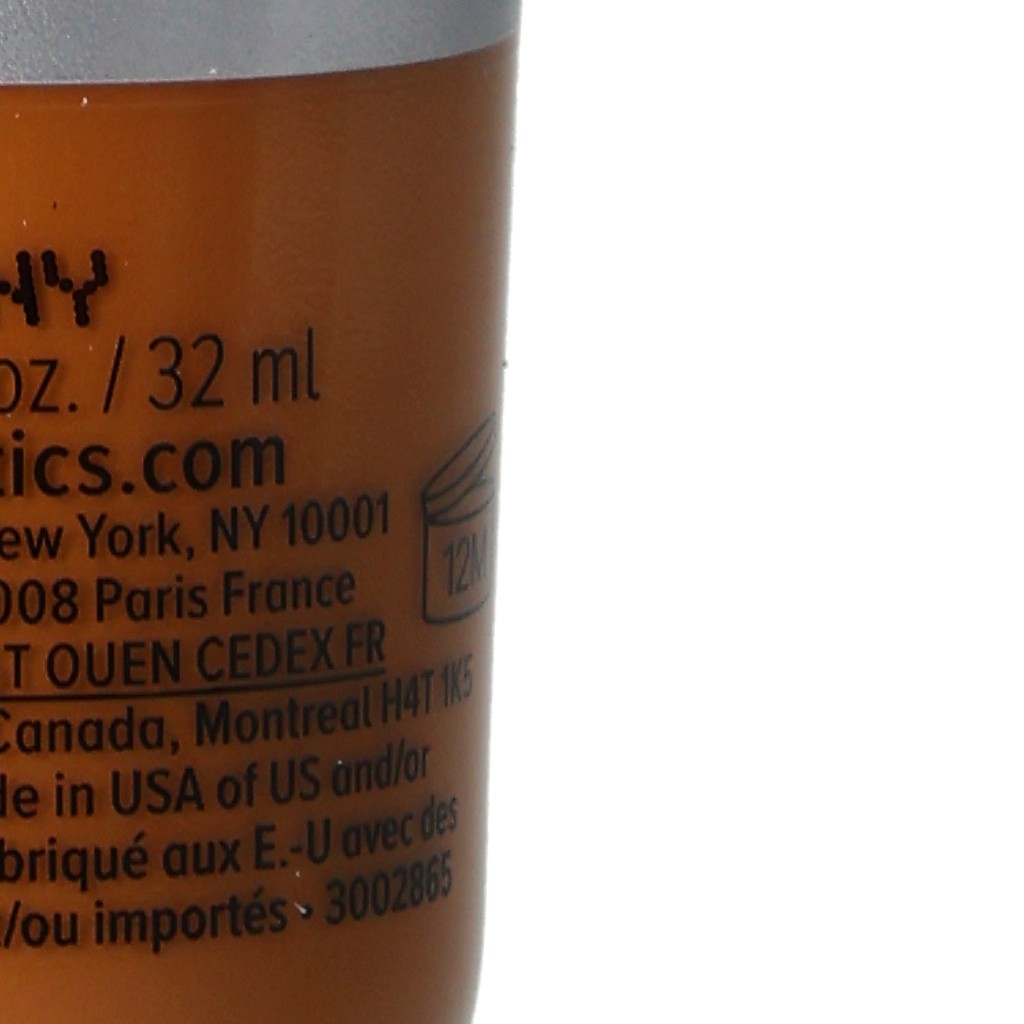 HY
oz. / 32 ml
tics.com
ew York, NY 10001
12M
008 Paris France
T OUEN CEDEX FR
Canada, Montreal H4T 1K5
de in USA of US and/or
briqué aux E.-U avec des
t/ou importés • 3002865